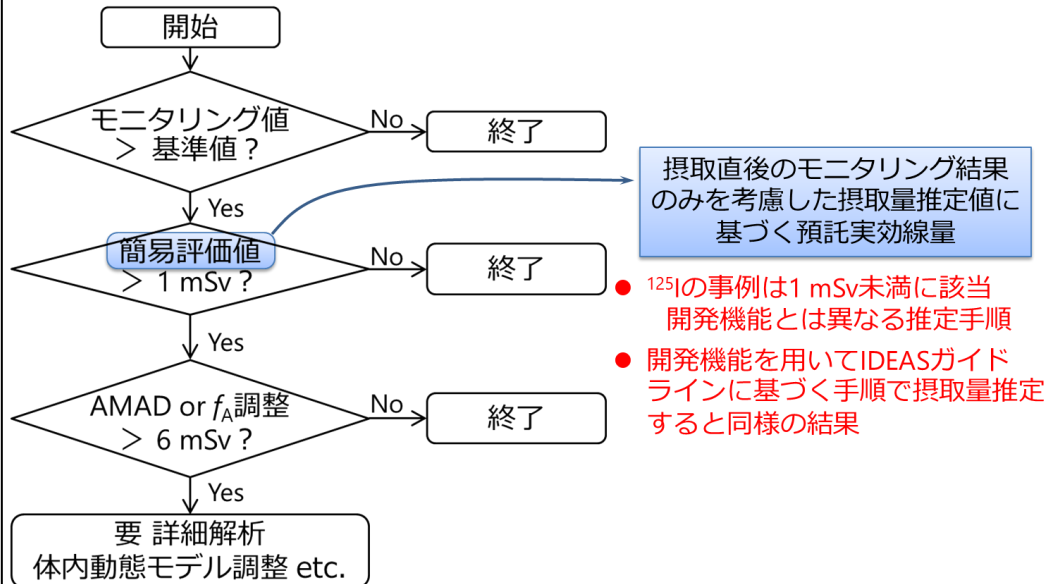 開始
モニタリング値
＞ 基準値？
No
終了
Yes
簡易評価値
＞ 1 mSv？
No
終了
Yes
AMAD or fA調整
＞ 6 mSv？
No
終了
Yes
要 詳細解析
体内動態モデル調整 etc.
摂取直後のモニタリング結果
のみを考慮した摂取量推定値に
基づく預託実効線量
● ¹²⁵Iの事例は1 mSv未満に該当
開発機能とは異なる推定手順
● 開発機能を用いてIDEASガイド
ラインに基づく手順で摂取量推定
すると同様の結果